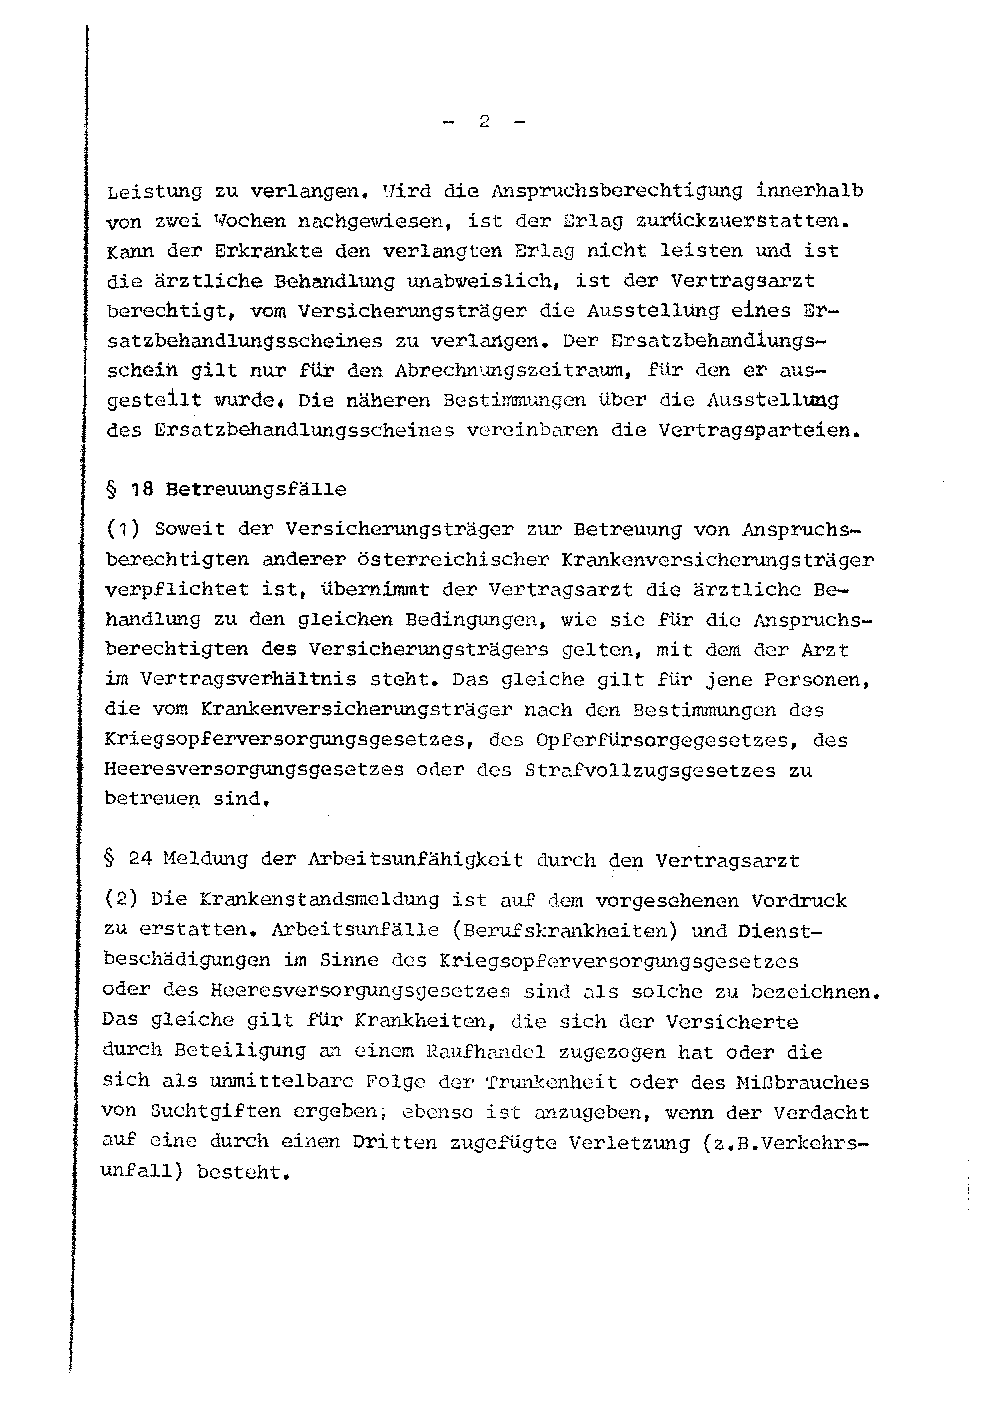 - 2 -
Leistung zu verlangen. Wird die Anspruchsberechtigung innerhalb
von zwei Wochen nachgewiesen, ist der Erlag zurückzuerstatten.
Kann der Erkrankte den verlangten Erlag nicht leisten und ist
die ärztliche Behandlung unabweislich, ist der Vertragsarzt
berechtigt, vom Versicherungsträger die Ausstellung eines Er-
satzbehandlungsscheines zu verlangen. Der Ersatzbehandlungs-
schein gilt nur für den Abrechnungszeitraum, für den er aus-
gestellt wurde. Die näheren Bestimmungen über die Ausstellung
des Ersatzbehandlungsscheines vereinbaren die Vertragsparteien.
§ 18 Betreuungsfälle
(1) Soweit der Versicherungsträger zur Betreuung von Anspruchs-
berechtigten anderer österreichischer Krankenversicherungsträger
verpflichtet ist, übernimmt der Vertragsarzt die ärztliche Be-
handlung zu den gleichen Bedingungen, wie sie für die Anspruchs-
berechtigten des Versicherungsträgers gelten, mit dem der Arzt
im Vertragsverhältnis steht. Das gleiche gilt für jene Personen,
die vom Krankenversicherungsträger nach den Bestimmungen des
Kriegsopferversorgungsgesetzes, des Opferfürsorgegesetzes, des
Heeresversorgungsgesetzes oder des Strafvollzugsgesetzes zu
betreuen sind.
§ 24 Meldung der Arbeitsunfähigkeit durch den Vertragsarzt
(2) Die Krankenstandsmeldung ist auf dem vorgesehenen Vordruck
zu erstatten. Arbeitsunfälle (Berufskrankheiten) und Dienst-
beschädigungen im Sinne des Kriegsopferversorgungsgesetzes
oder des Heeresversorgungsgesetzes sind als solche zu bezeichnen.
Das gleiche gilt für Krankheiten, die sich der Versicherte
durch Beteiligung an einem Raufhandel zugezogen hat oder die
sich als unmittelbare Folge der Trunkenheit oder des Mißbrauches
von Suchtgiften ergeben; ebenso ist anzugeben, wenn der Verdacht
auf eine durch einen Dritten zugefügte Verletzung (z.B.Verkehrs-
unfall) besteht.